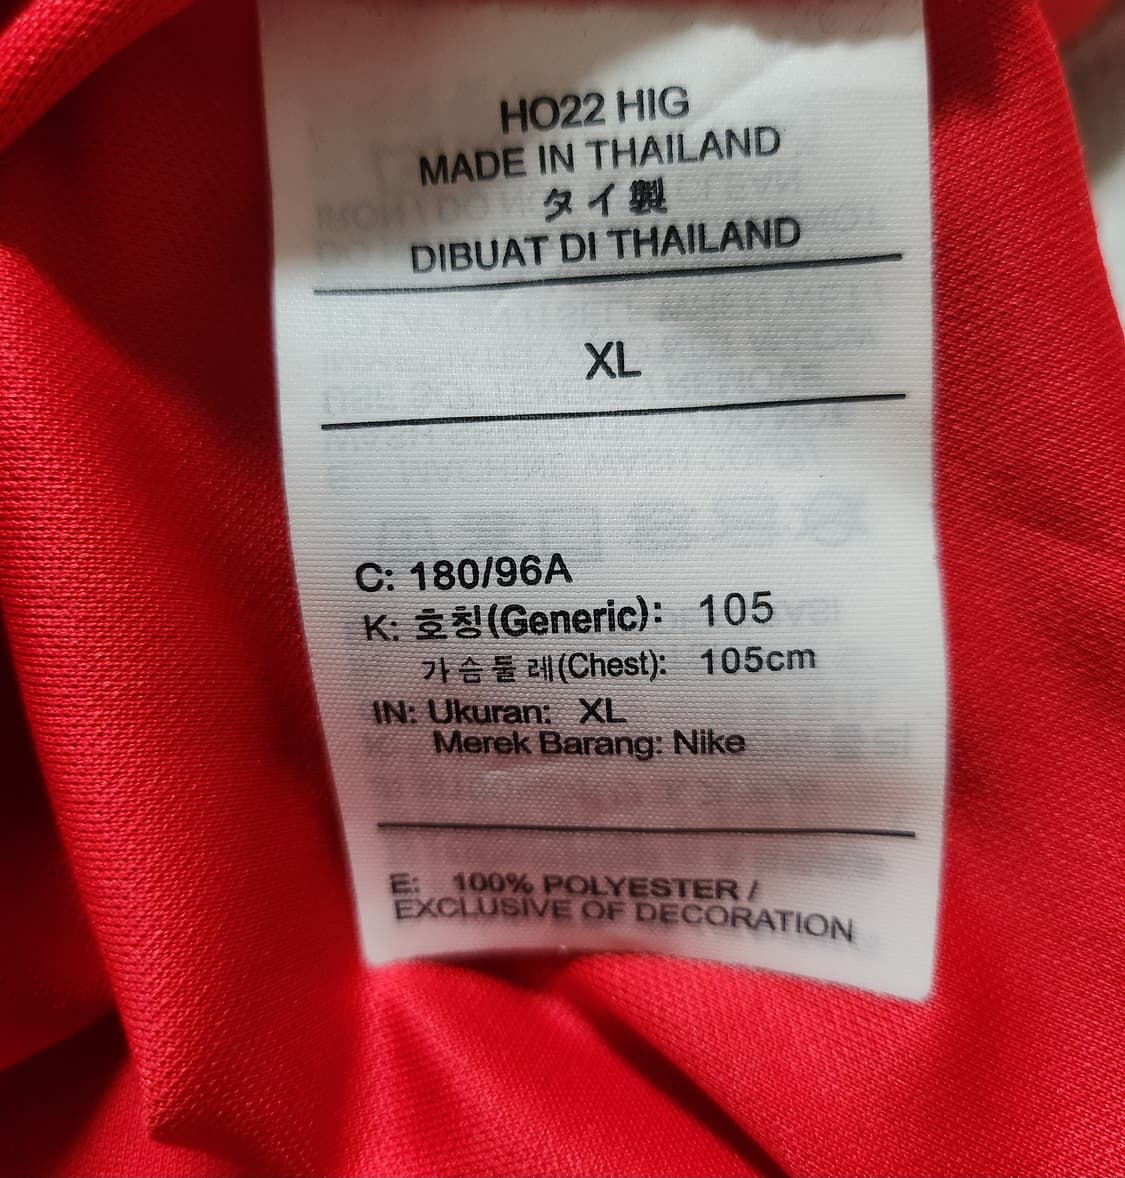 HO22 HIG
MADE IN THAILAND
タイ製
DIBUAT DI THAILAND
XL
C: 180/96A
K: 호칭(Generic): 105
가슴둘레(Chest): 105cm
IN: Ukuran: XL
Merek Barang: Nike
E: 100% POLYESTER /
EXCLUSIVE OF DECORATION